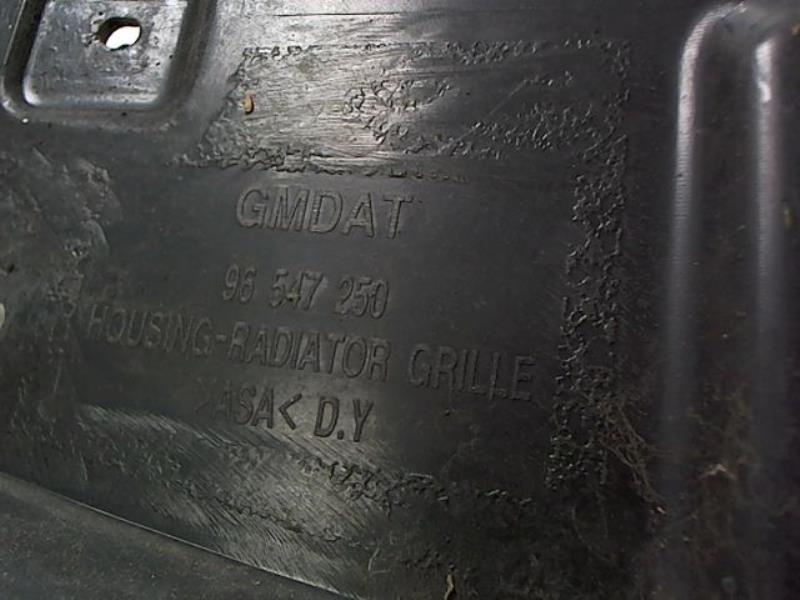 GMDAT
96 547 250
HOUSING-RADIATOR GRILLE
>ASA< D.Y